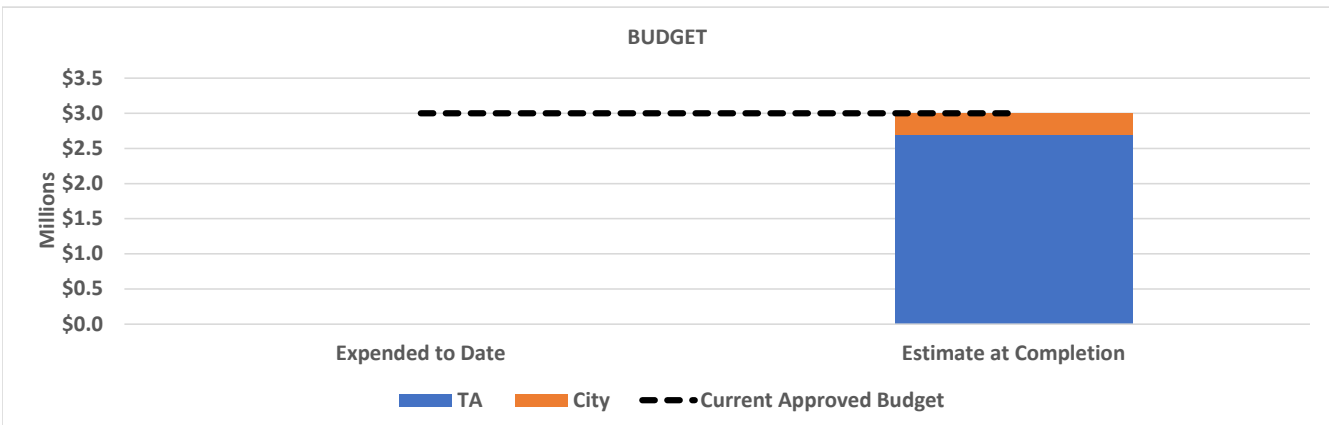 BUDGET
$3.5
$3.0
$2.5
$2.0
$1.5
$1.0
$0.5
$0.0
Millions
Expended to Date Estimate at Completion
TA City Current Approved Budget